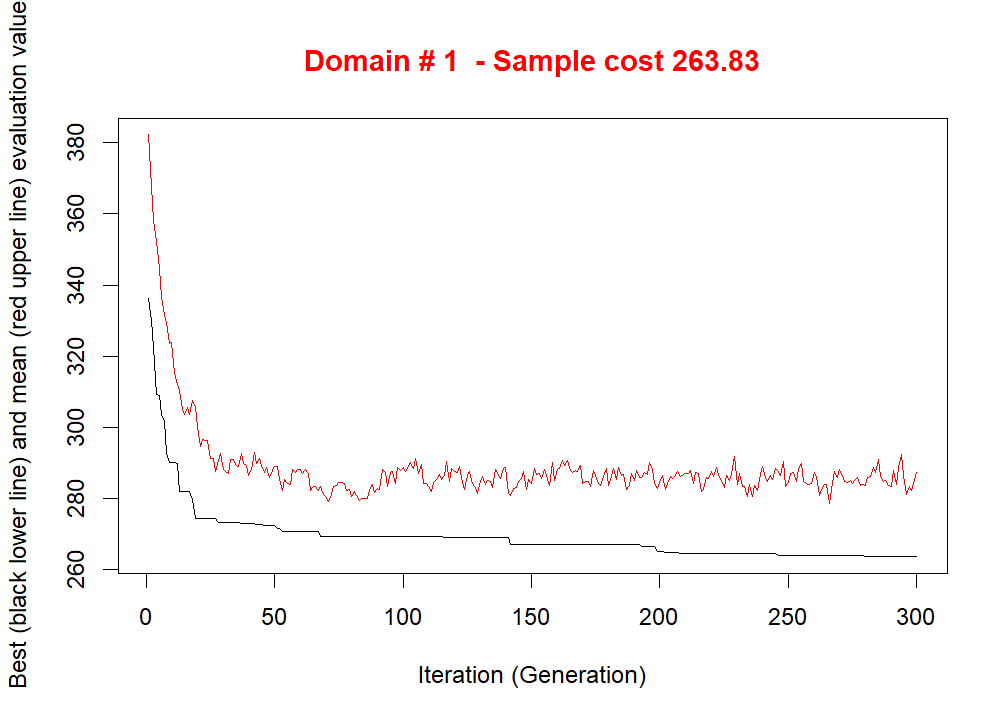 Domain # 1  - Sample cost 263.83
Best (black lower line) and mean (red upper line) evaluation value
380
360
340
320
300
280
260
0 50 100 150 200 250 300
Iteration (Generation)